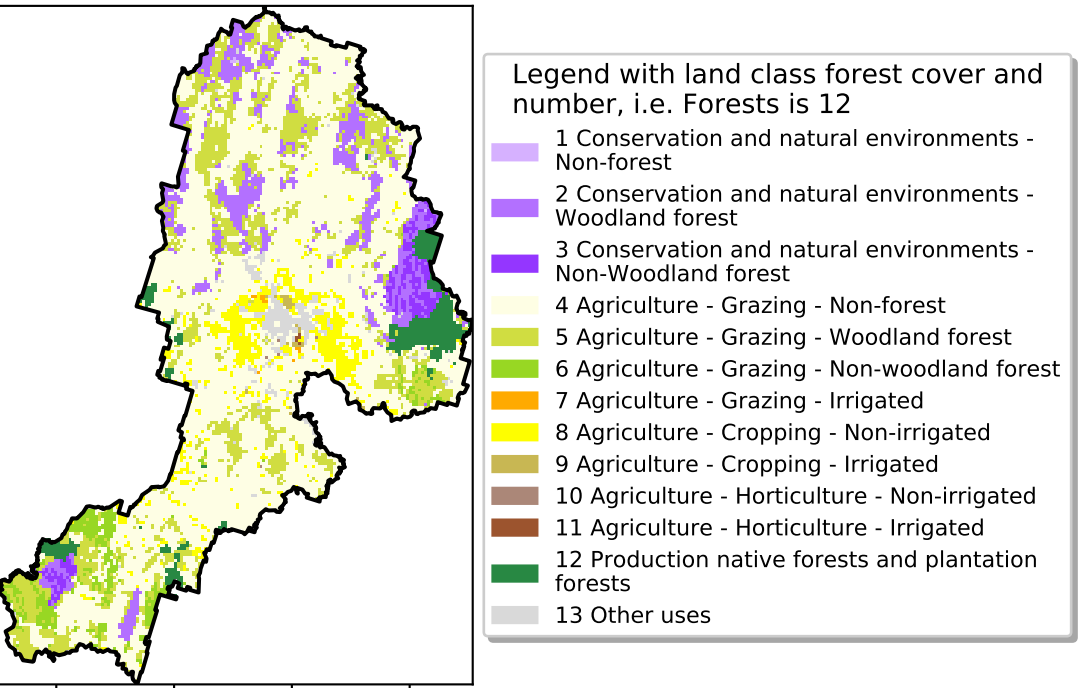 Legend with land class forest cover and
number, i.e. Forests is 12
1 Conservation and natural environments -
Non-forest
2 Conservation and natural environments -
Woodland forest
3 Conservation and natural environments -
Non-Woodland forest
4 Agriculture - Grazing - Non-forest
5 Agriculture - Grazing - Woodland forest
6 Agriculture - Grazing - Non-woodland forest
7 Agriculture - Grazing - Irrigated
8 Agriculture - Cropping - Non-irrigated
9 Agriculture - Cropping - Irrigated
10 Agriculture - Horticulture - Non-irrigated
11 Agriculture - Horticulture - Irrigated
12 Production native forests and plantation
forests
13 Other uses